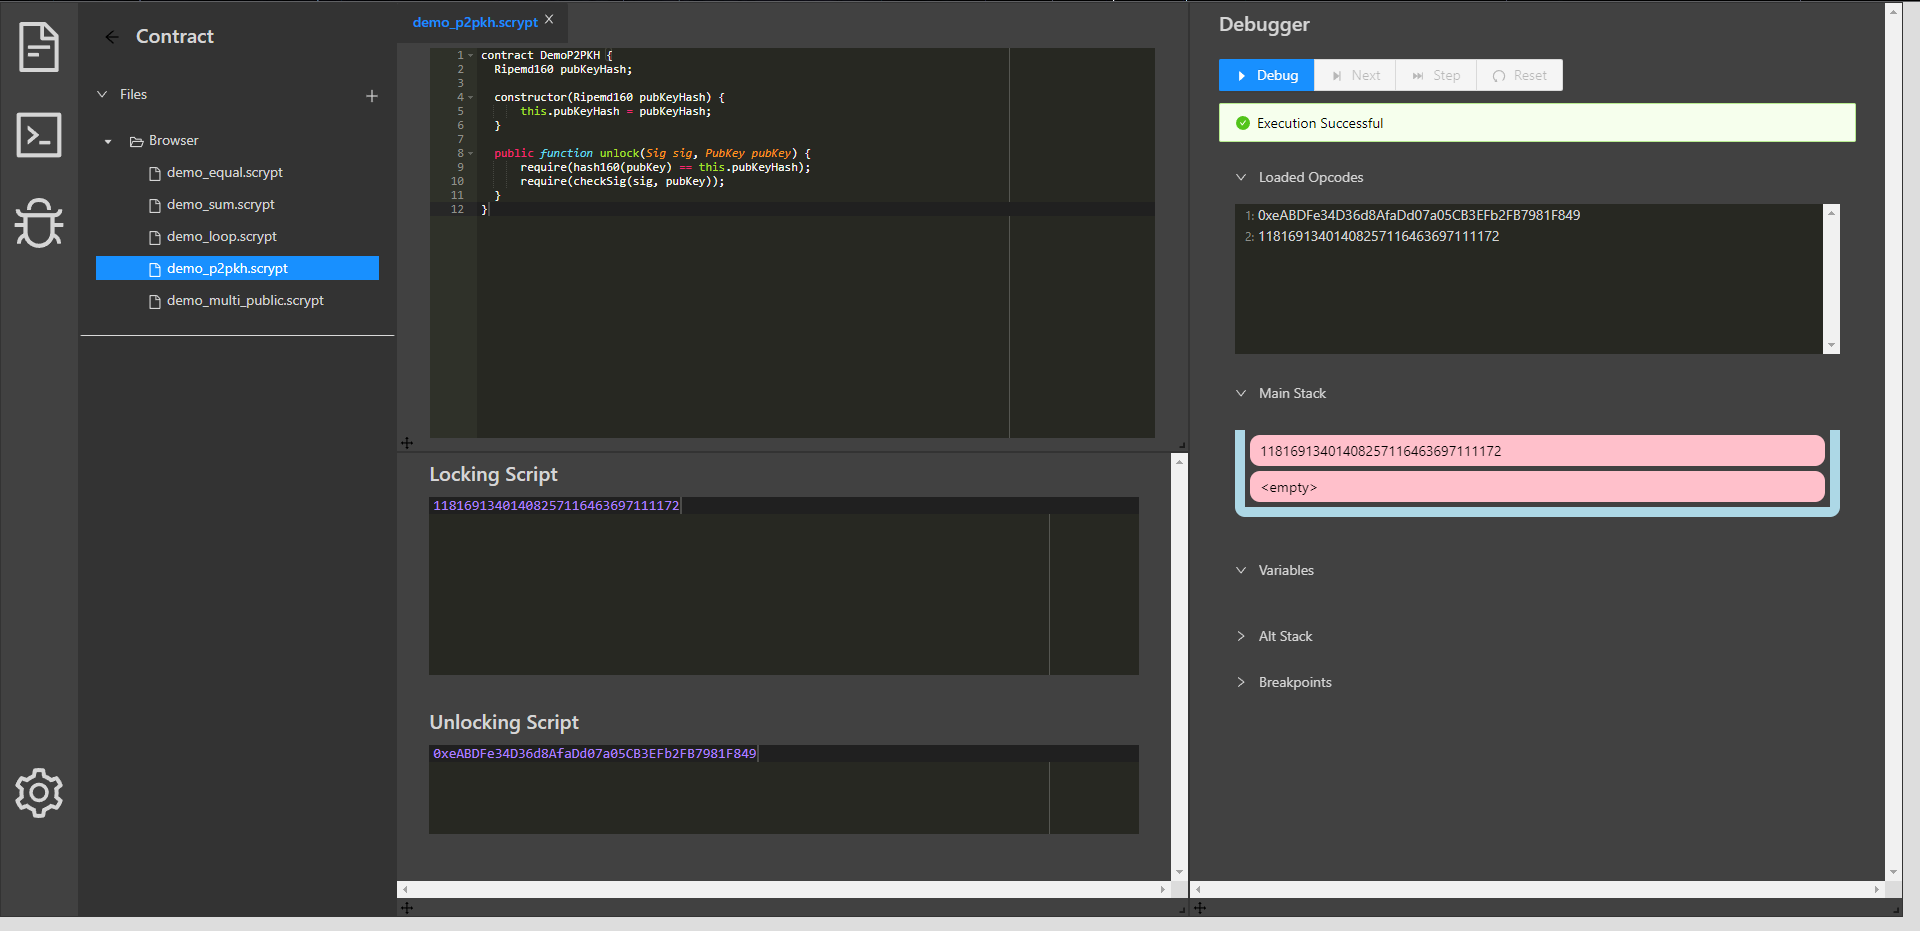 Contract
Files
Browser
demo_equal.scrypt
demo_sum.scrypt
demo_loop.scrypt
demo_p2pkh.scrypt
demo_multi_public.scrypt
demo_p2pkh.scrypt
1 contract DemoP2PKH {
2 Ripemd160 pubKeyHash;
3
4 constructor(Ripemd160 pubKeyHash) {
5 this.pubKeyHash = pubKeyHash;
6 }
7
8 public function unlock(Sig sig, PubKey pubKey) {
9 require(hash160(pubKey) == this.pubKeyHash);
10 require(checkSig(sig, pubKey));
11 }
12 }
Locking Script
11816913401408257116463697111172
Unlocking Script
0xeABDFe34D36d8AfaDd07a05CB3EFb2FB7981F849
Debugger
Debug Next Step Reset
Execution Successful
Loaded Opcodes
1: 0xeABDFe34D36d8AfaDd07a05CB3EFb2FB7981F849
2: 11816913401408257116463697111172
Main Stack
11816913401408257116463697111172
<empty>
Variables
Alt Stack
Breakpoints